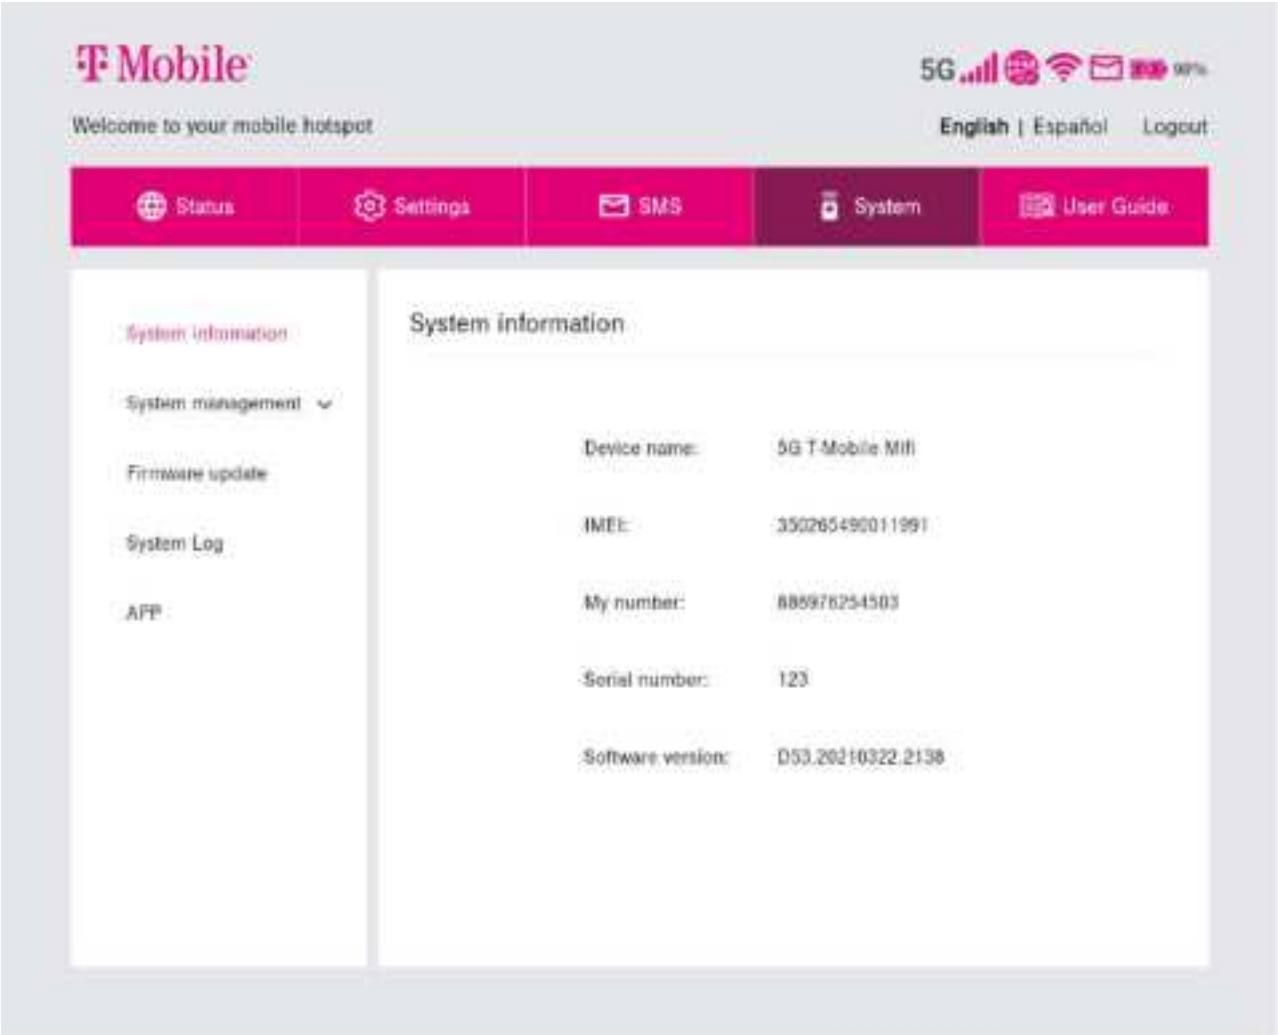 T Mobile
5G 90%
Welcome to your mobile hotspot
English | Español Logout
Status Settings SMS System User Guide
System information
System management
Firmware update
System Log
APP
System information
Device name: 5G T-Mobile Mifi
IMEI: 350265490011991
My number: 886976254503
Serial number: 123
Software version: D53.20210322.2138